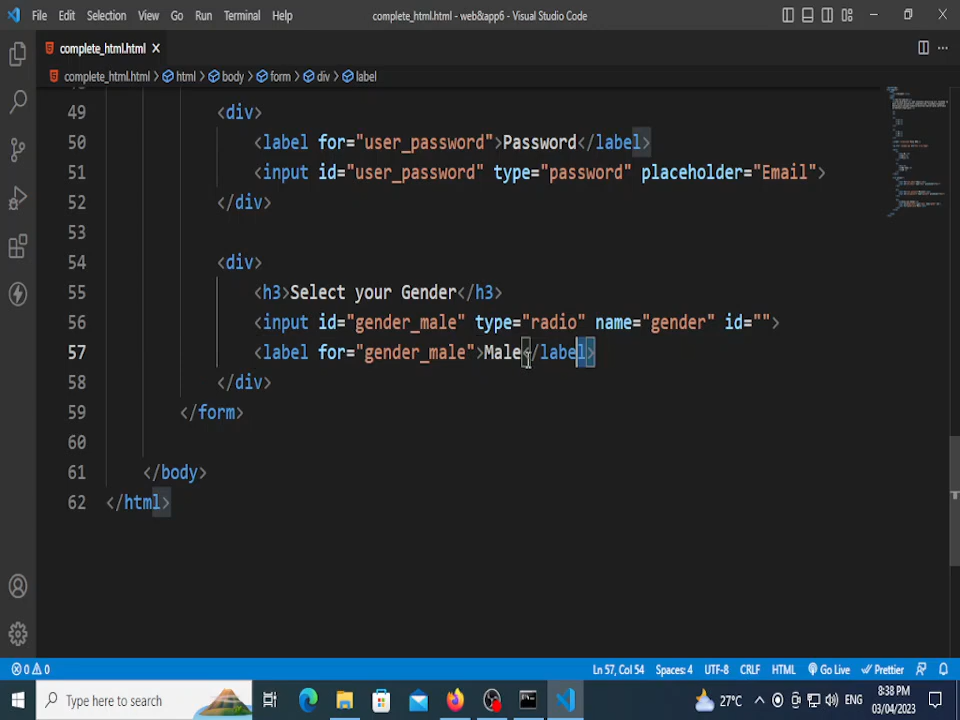 File Edit Selection View Go Run Terminal Help complete_html.html - web&app6 - Visual Studio Code
complete_html.html
complete_html.html > html > body > form > div > label
49 <div>
50 <label for="user_password">Password</label>
51 <input id="user_password" type="password" placeholder="Email">
52 </div>
53
54 <div>
55 <h3>Select your Gender</h3>
56 <input id="gender_male" type="radio" name="gender" id="">
57 <label for="gender_male">Male</label>
58 </div>
59 </form>
60
61 </body>
62 </html>
0 0 Ln 57, Col 54 Spaces: 4 UTF-8 CRLF HTML Go Live Prettier
Type here to search 27°C ENG 8:38 PM
03/04/2023